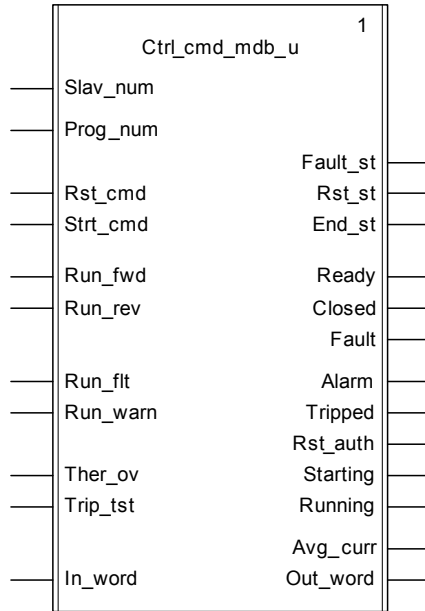 1
Ctrl_cmd_mdb_u
Slav_num
Prog_num
Fault_st
Rst_cmd Rst_st
Strt_cmd End_st
Run_fwd Ready
Run_rev Closed
Fault
Run_flt Alarm
Run_warn Tripped
Rst_auth
Ther_ov Starting
Trip_tst Running
Avg_curr
In_word Out_word